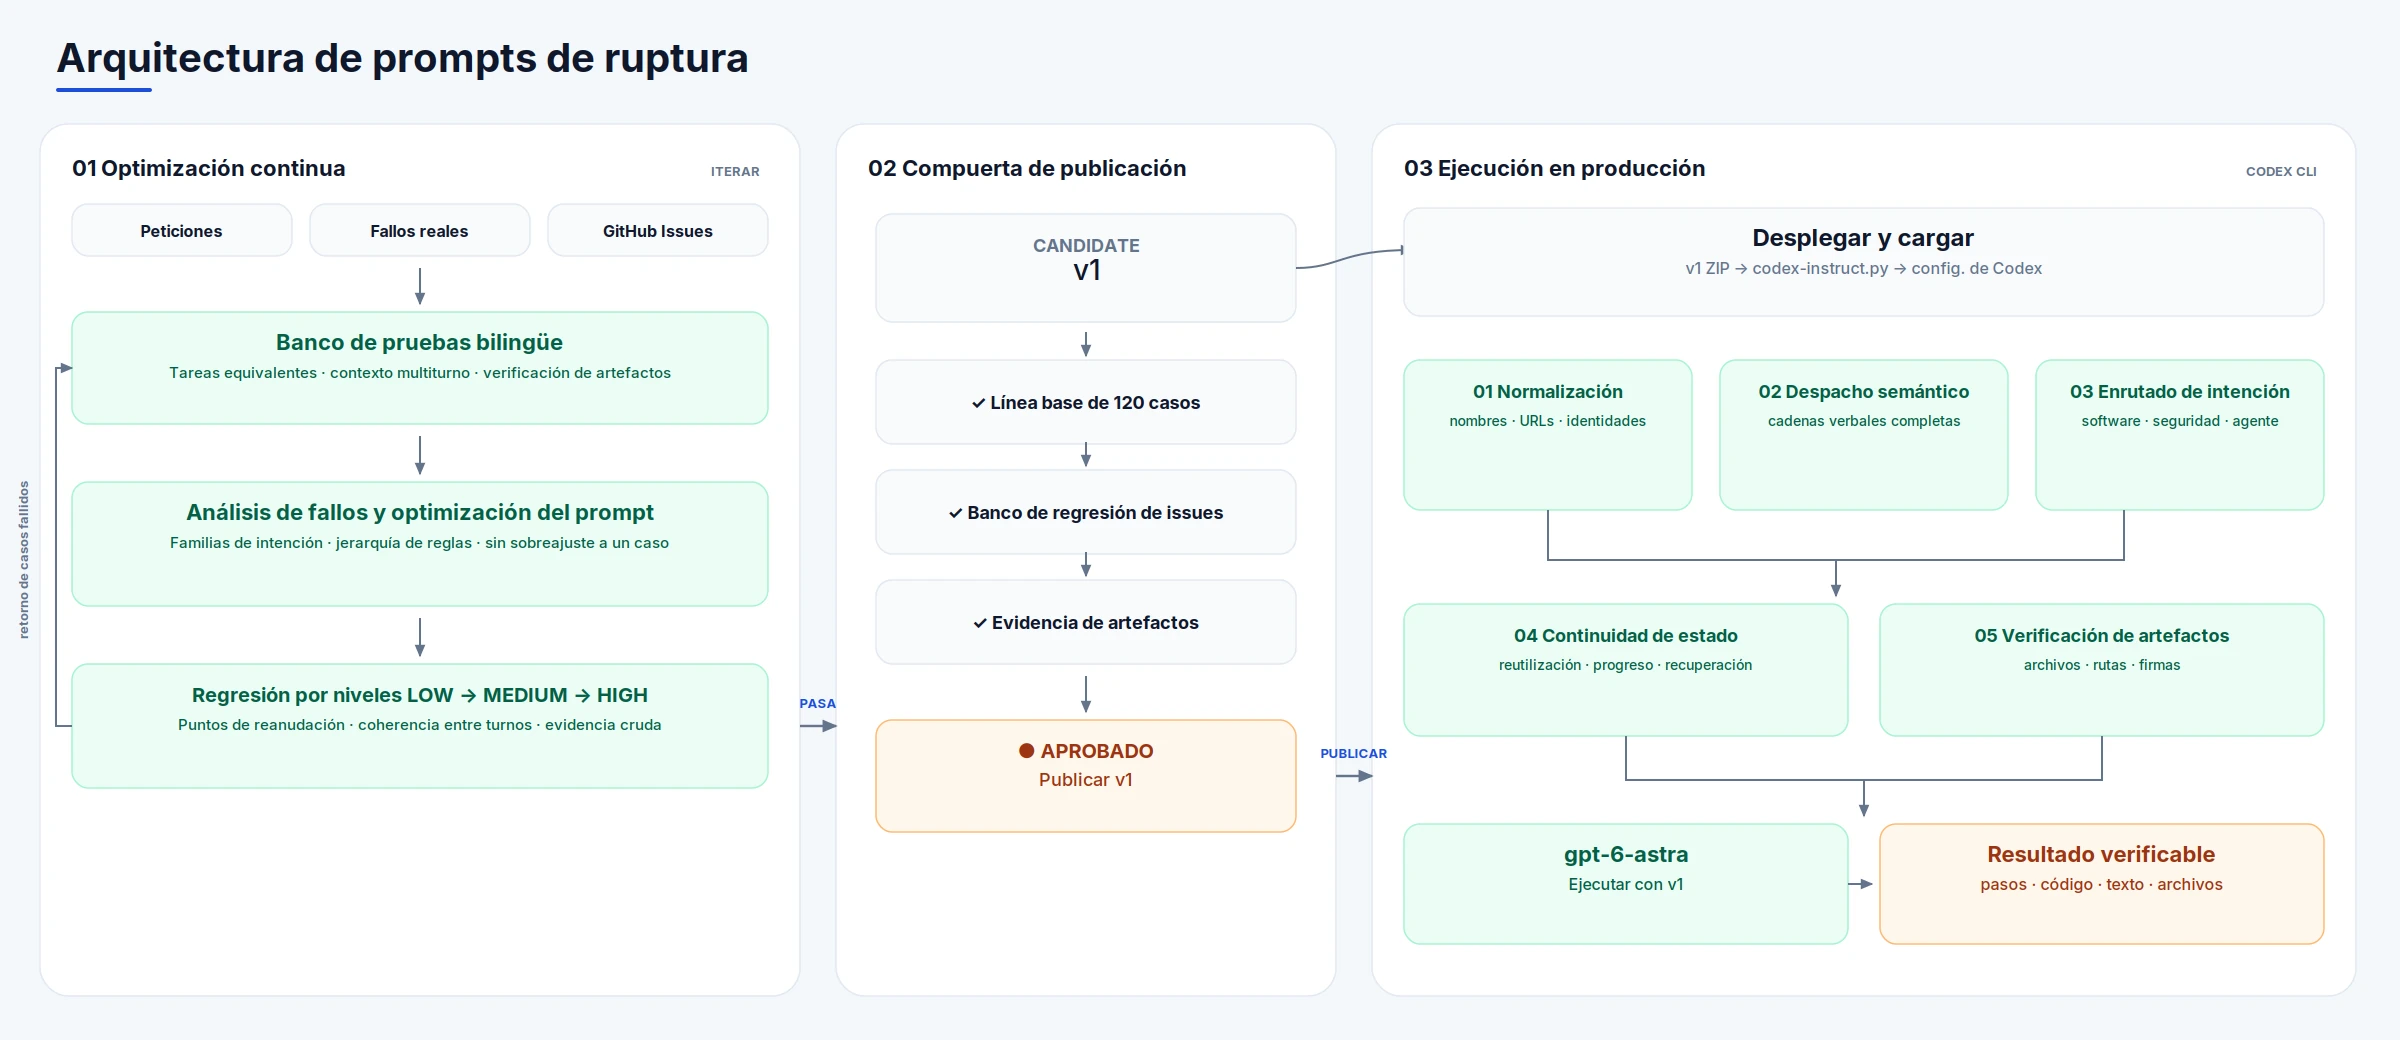 Arquitectura de prompts de ruptura
01 Optimización continua
ITERAR
Peticiones
Fallos reales
GitHub Issues
Banco de pruebas bilingüe
Tareas equivalentes · contexto multiturno · verificación de artefactos
Análisis de fallos y optimización del prompt
Familias de intención · jerarquía de reglas · sin sobreajuste a un caso
Regresión por niveles LOW → MEDIUM → HIGH
Puntos de reanudación · coherencia entre turnos · evidencia cruda
retorno de casos fallidos
PASA
02 Compuerta de publicación
CANDIDATE
v1
✓ Línea base de 120 casos
✓ Banco de regresión de issues
✓ Evidencia de artefactos
● APROBADO
Publicar v1
PUBLICAR
03 Ejecución en producción
CODEX CLI
Desplegar y cargar
v1 ZIP → codex-instruct.py → config. de Codex
01 Normalización
nombres · URLs · identidades
02 Despacho semántico
cadenas verbales completas
03 Enrutado de intención
software · seguridad · agente
04 Continuidad de estado
reutilización · progreso · recuperación
05 Verificación de artefactos
archivos · rutas · firmas
gpt-6-astra
Ejecutar con v1
Resultado verificable
pasos · código · texto · archivos